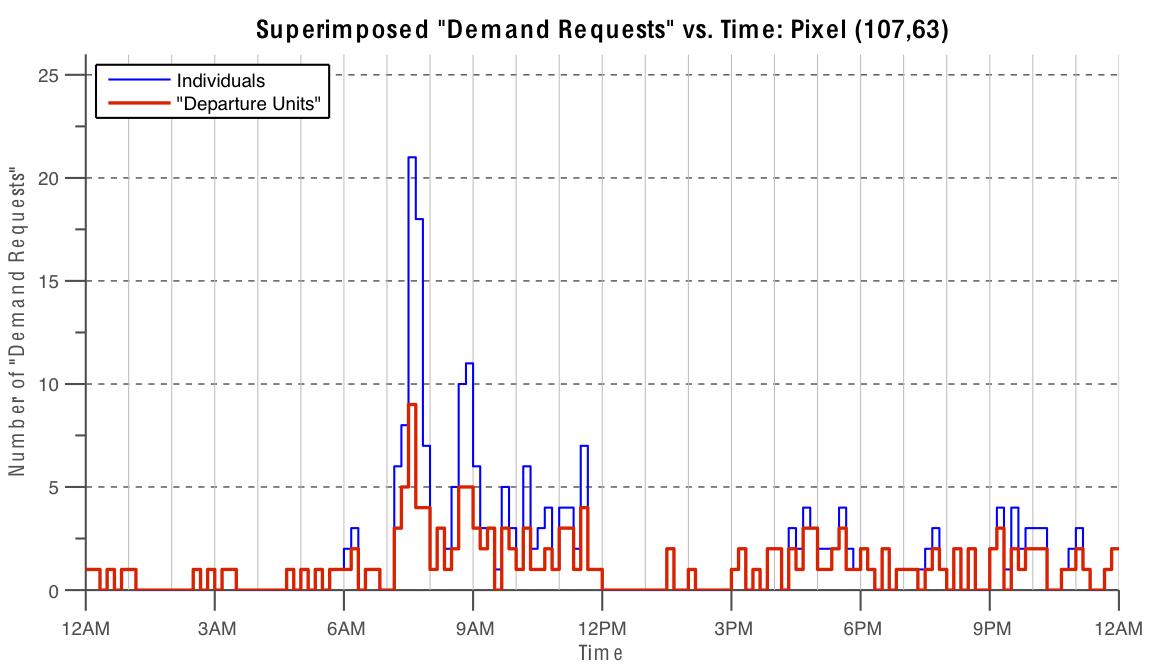 Superimposed "Demand Requests" vs. Time: Pixel (107,63)
Individuals
"Departure Units"
Number of "Demand Requests"
25
20
15
10
5
0
12AM 3AM 6AM 9AM 12PM 3PM 6PM 9PM 12AM
Time